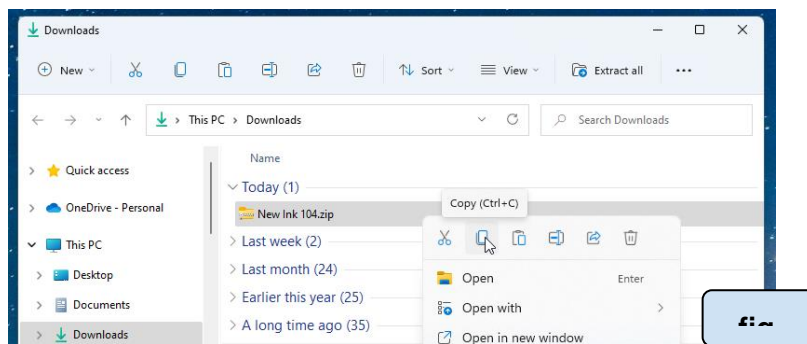 Downloads
New Sort View Extract all
This PC > Downloads Search Downloads
Name
Quick access
Today (1)
Copy (Ctrl+C)
OneDrive - Personal
New Ink 104.zip
This PC
Last week (2)
Desktop
Last month (24)
Open Enter
Documents
Earlier this year (25)
Open with
Downloads
A long time ago (35)
Open in new window